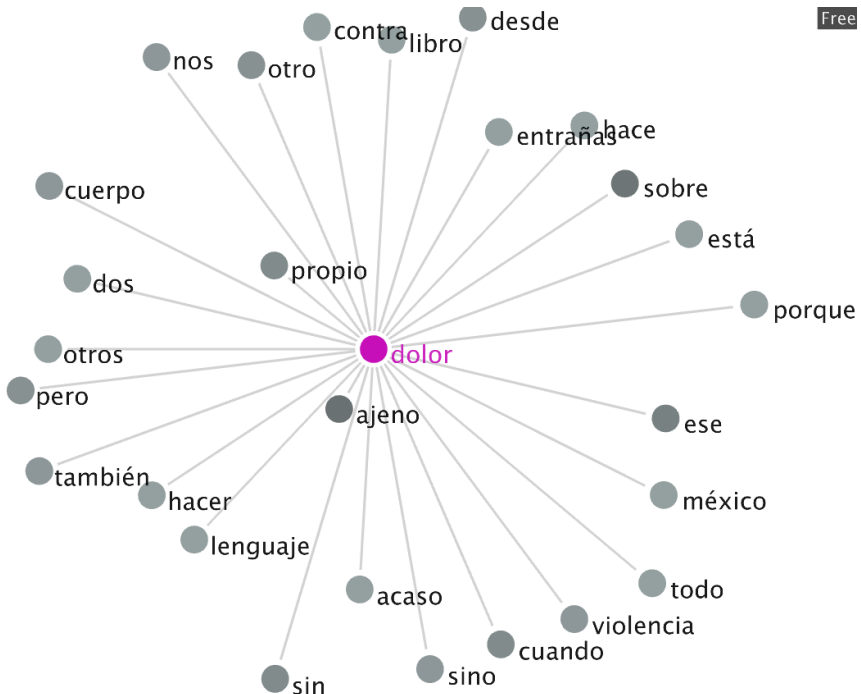 desde
Free
contra
libro
nos
otro
entrañas
hace
sobre
cuerpo
está
propio
dos
porque
otros
dolor
pero
ajeno
ese
también
hacer
méxico
lenguaje
acaso
todo
violencia
cuando
sino
sin